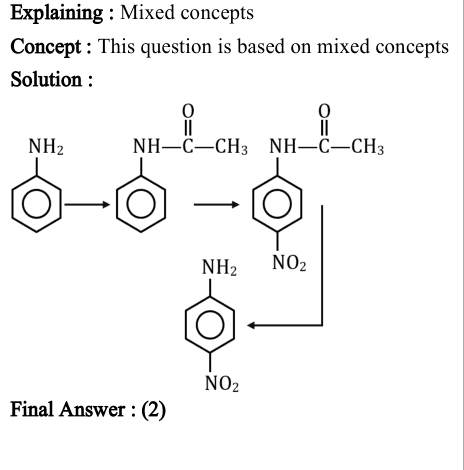 Explaining : Mixed concepts
Concept : This question is based on mixed concepts
Solution :
O O
NH2 NH—C—CH3 NH—C—CH3
NO2
NH2
NO2
Final Answer : (2)